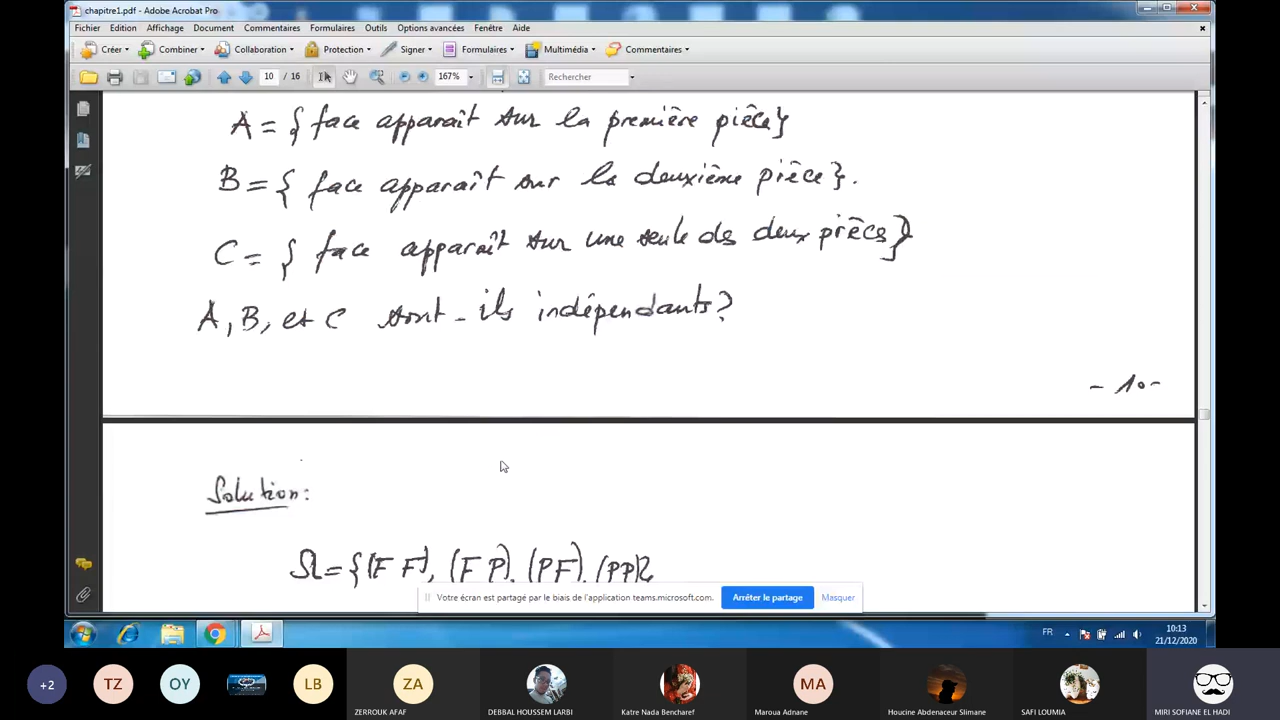 chapitre1.pdf - Adobe Acrobat Pro
Fichier Edition Affichage Document Commentaires Formulaires Outils Options avancées Fenêtre Aide
Créer Combiner Collaboration Protection Signer Formulaires Multimédia Commentaires
10 / 16 167% Rechercher
A = { face apparaît sur la première pièce}
B = { face apparaît sur la deuxième pièce}.
C = { face apparaît sur une seule des deux pièces}
A, B, et C sont-ils indépendants?
- 10 -
Solution:
Ω = {(F F), (F P), (P F), (PP)}
Votre écran est partagé par le biais de l'application teams.microsoft.com. Arrêter le partage Masquer
FR 10:13
21/12/2020
+2 TZ OY LB ZA MA
ZERROUK AFAF DEBBAL HOUSSEM LARBI Katre Nada Bencharef Maroua Adnane Houcine Abdenaceur Slimane SAFI LOUMIA MIRI SOFIANE EL HADI